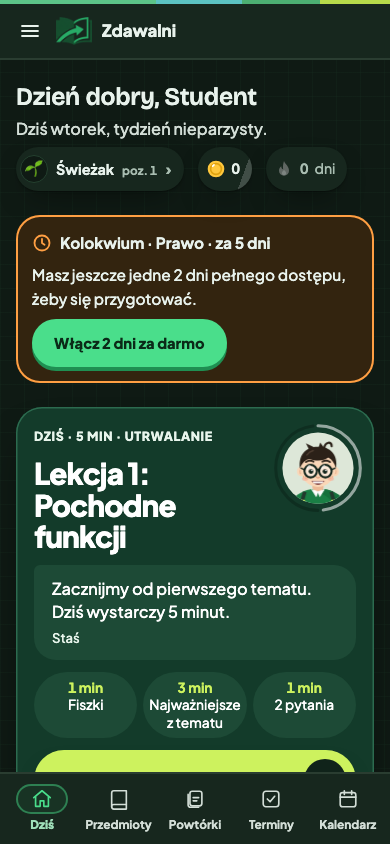 Zdawalni
Dzień dobry, Student
Dziś wtorek, tydzień nieparzysty.
Świeżak poz. 1 ›
0
0 dni
Kolokwium · Prawo · za 5 dni
Masz jeszcze jedne 2 dni pełnego dostępu,
żeby się przygotować.
Włącz 2 dni za darmo
DZIŚ · 5 MIN · UTRWALANIE
Lekcja 1:
Pochodne
funkcji
Zacznijmy od pierwszego tematu.
Dziś wystarczy 5 minut.
Staś
1 min
Fiszki
3 min
Najważniejsze
z tematu
1 min
2 pytania
Dziś
Przedmioty
Powtórki
Terminy
Kalendarz